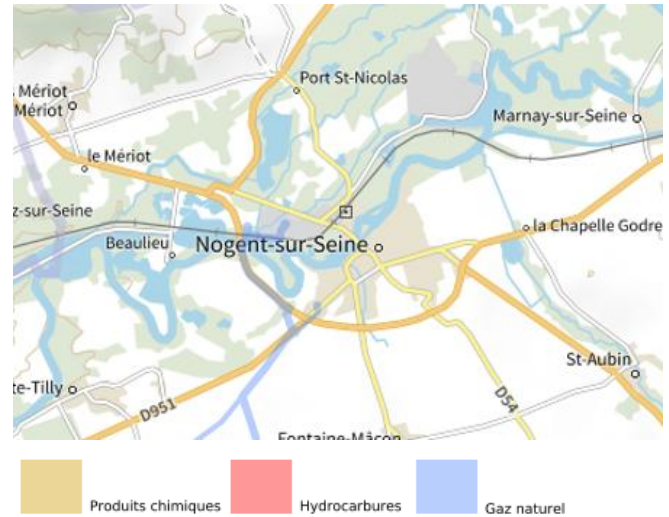 Port St-Nicolas
Mériot
Mériot
Marnay-sur-Seine
le Mériot
z-sur-Seine
la Chapelle Godre
Beaulieu
Nogent-sur-Seine
St-Aubin
te-Tilly
D951
D54
Fontaine-Mâcon
Produits chimiques
Hydrocarbures
Gaz naturel